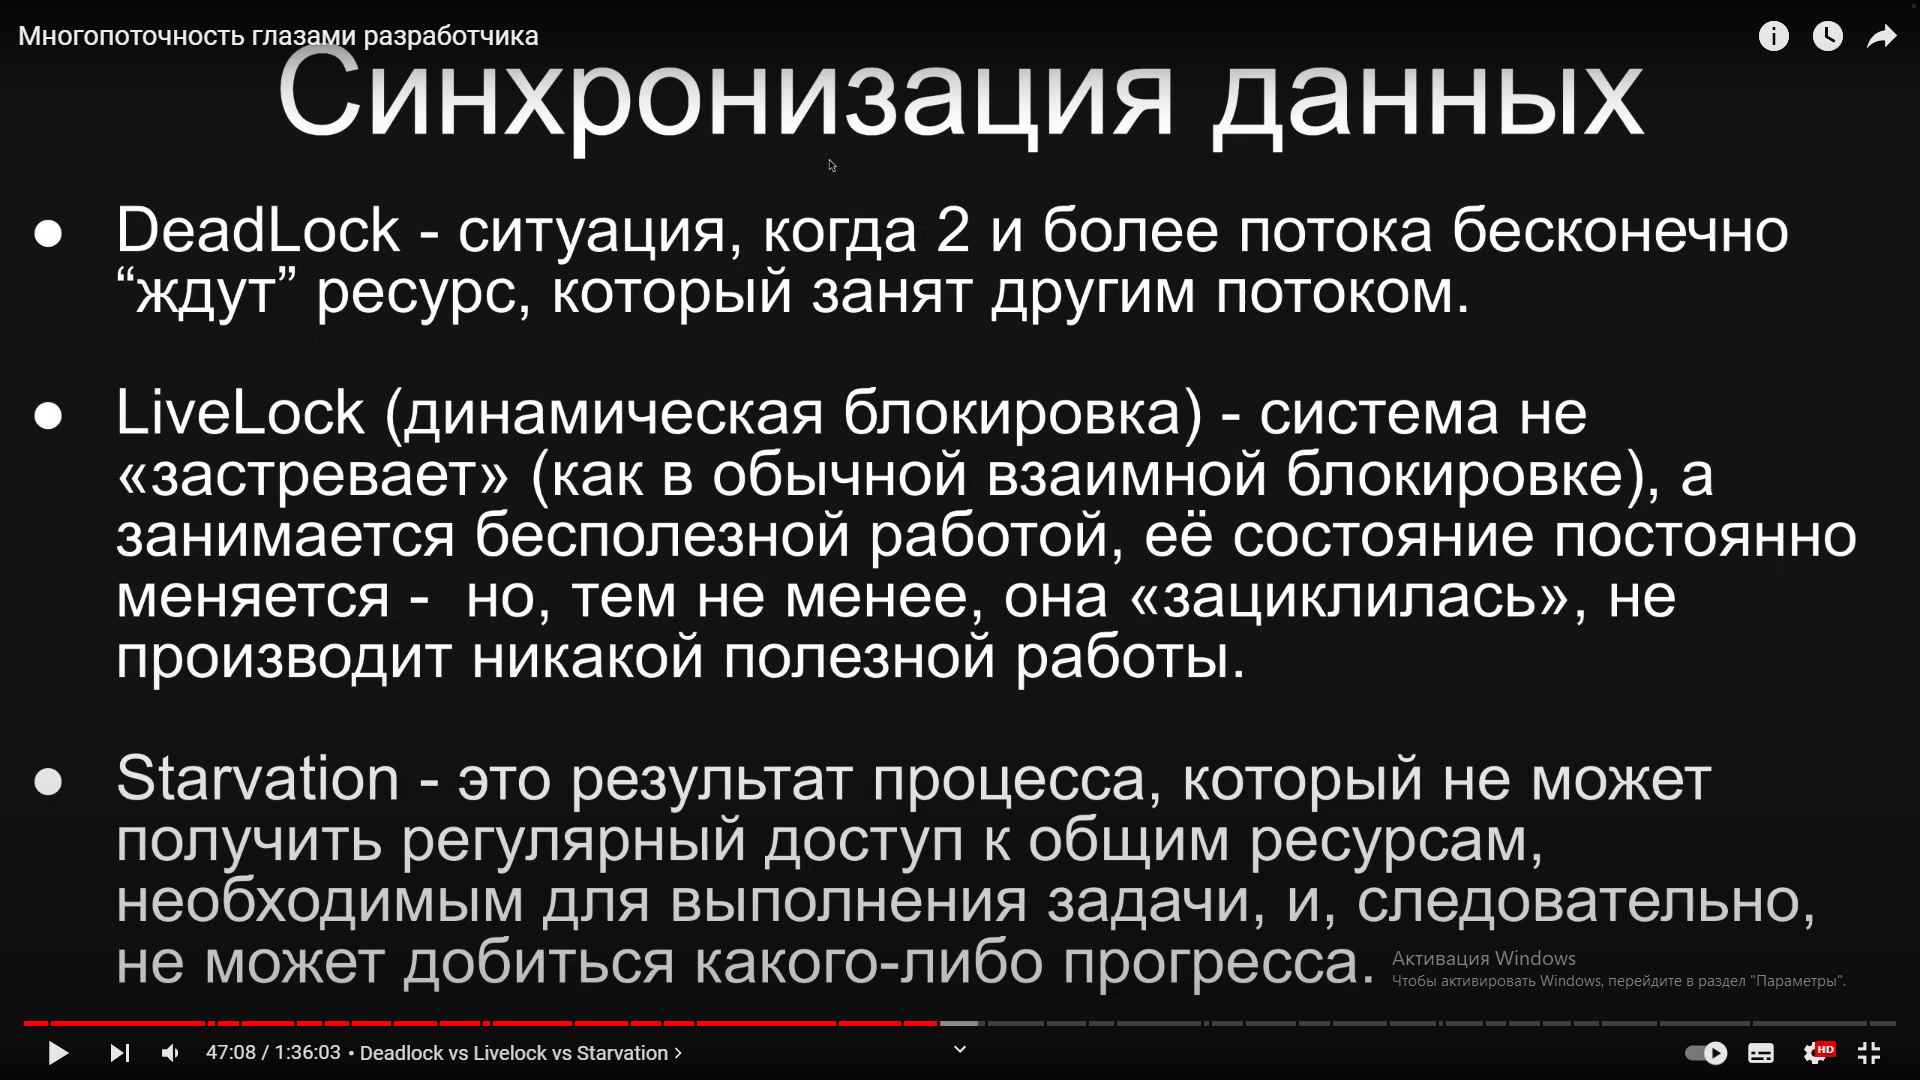 Многопоточность глазами разработчика
Синхронизация данных
● DeadLock - ситуация, когда 2 и более потока бесконечно
“ждут” ресурс, который занят другим потоком.
● LiveLock (динамическая блокировка) - система не
«застревает» (как в обычной взаимной блокировке), а
занимается бесполезной работой, её состояние постоянно
меняется -  но, тем не менее, она «зациклилась», не
производит никакой полезной работы.
● Starvation - это результат процесса, который не может
получить регулярный доступ к общим ресурсам,
необходимым для выполнения задачи, и, следовательно,
не может добиться какого-либо прогресса.
Активация Windows
Чтобы активировать Windows, перейдите в раздел "Параметры".
47:08 / 1:36:03 • Deadlock vs Livelock vs Starvation >
HD